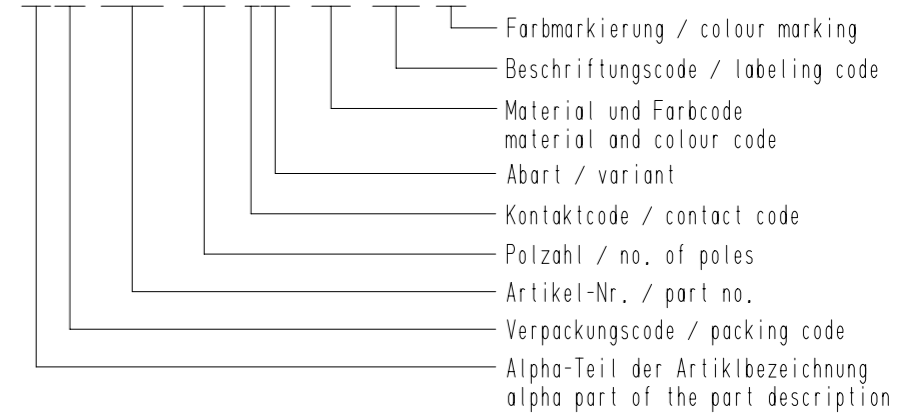 Farbmarkierung / colour marking
Beschriftungscode / labeling code
Material und Farbcode
material and colour code
Abart / variant
Kontaktcode / contact code
Polzahl / no. of poles
Artikel-Nr. / part no.
Verpackungscode / packing code
Alpha-Teil der Artiklbezeichnung
alpha part of the part description